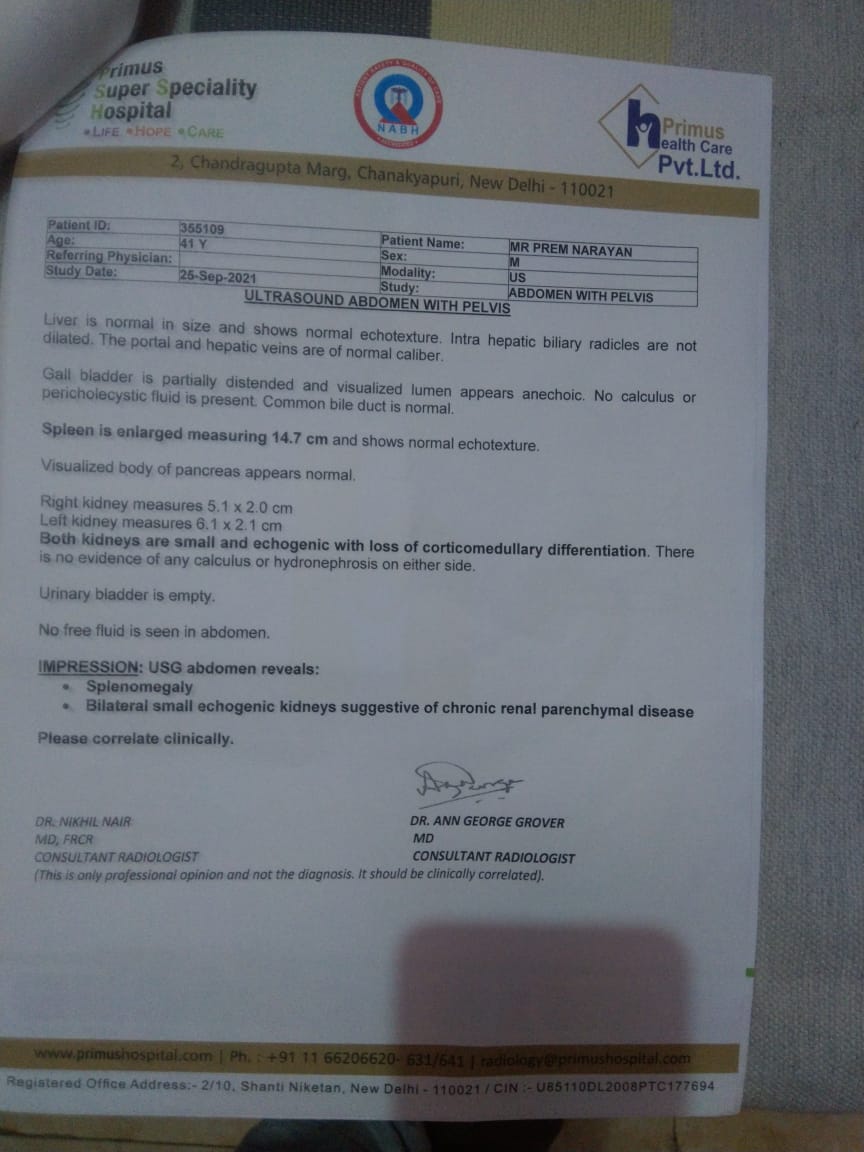 Primus
Super Speciality
Hospital
LIFE HOPE CARE
NABH
Primus
Health Care
Pvt.Ltd.
2, Chandragupta Marg, Chanakyapuri, New Delhi - 110021
Patient ID: 355109 Patient Name: MR PREM NARAYAN
Age: 41 Y Sex: M
Referring Physician: Modality: US
Study Date: 25-Sep-2021 Study: ABDOMEN WITH PELVIS
ULTRASOUND ABDOMEN WITH PELVIS
Liver is normal in size and shows normal echotexture. Intra hepatic biliary radicles are not
dilated. The portal and hepatic veins are of normal caliber.
Gall bladder is partially distended and visualized lumen appears anechoic. No calculus or
pericholecystic fluid is present. Common bile duct is normal.
Spleen is enlarged measuring 14.7 cm and shows normal echotexture.
Visualized body of pancreas appears normal.
Right kidney measures 5.1 x 2.0 cm
Left kidney measures 6.1 x 2.1 cm
Both kidneys are small and echogenic with loss of corticomedullary differentiation. There
is no evidence of any calculus or hydronephrosis on either side.
Urinary bladder is empty.
No free fluid is seen in abdomen.
IMPRESSION: USG abdomen reveals:
• Splenomegaly
• Bilateral small echogenic kidneys suggestive of chronic renal parenchymal disease
Please correlate clinically.
DR. NIKHIL NAIR DR. ANN GEORGE GROVER
MD, FRCR MD
CONSULTANT RADIOLOGIST CONSULTANT RADIOLOGIST
(This is only professional opinion and not the diagnosis. It should be clinically correlated).
www.primushospital.com | Ph. : +91 11 66206620- 631/641 | radiology@primushospital.com
Registered Office Address:- 2/10, Shanti Niketan, New Delhi - 110021 / CIN :- U85110DL2008PTC177694